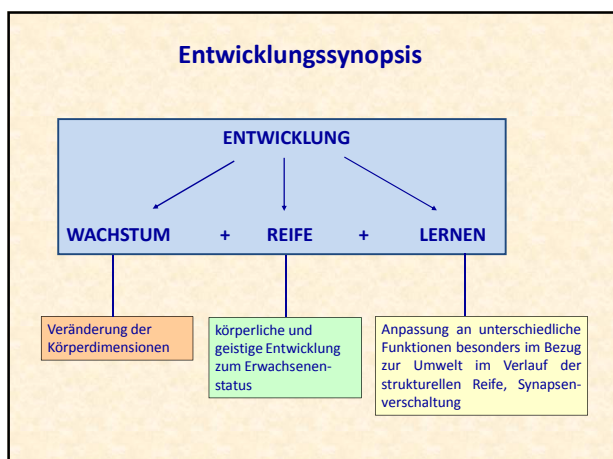 Entwicklungssynopsis
ENTWICKLUNG
WACHSTUM + REIFE + LERNEN
Veränderung der
Körperdimensionen
körperliche und
geistige Entwicklung
zum Erwachsenen-
status
Anpassung an unterschiedliche
Funktionen besonders im Bezug
zur Umwelt im Verlauf der
strukturellen Reife, Synapsen-
verschaltung